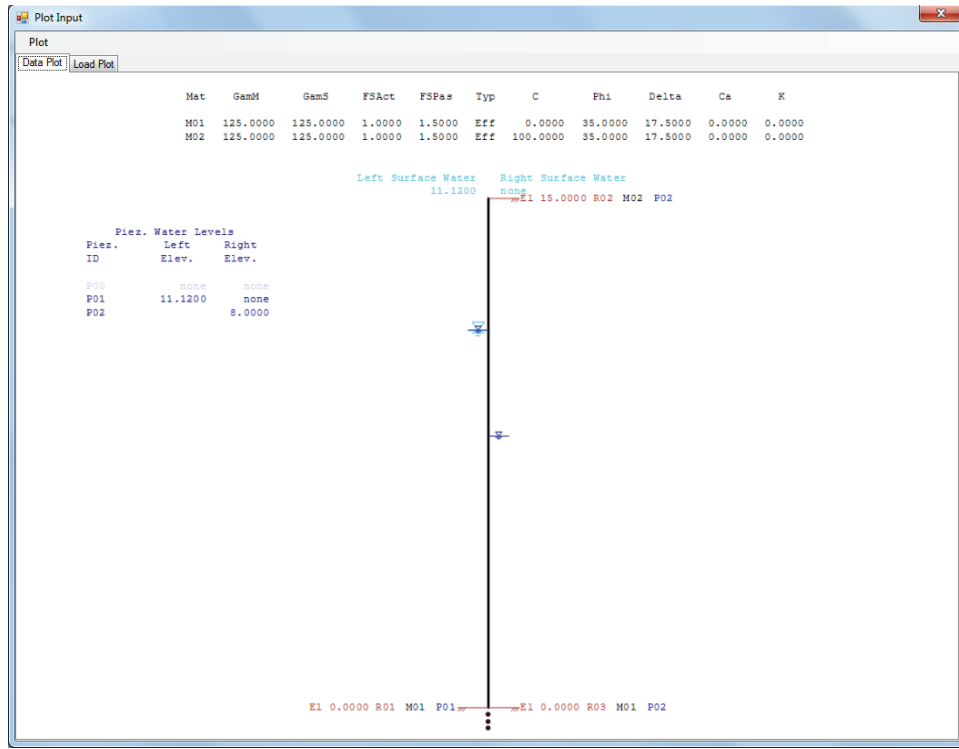 Plot Input
Plot
Data Plot Load Plot
Mat GamM GamS FSAct FSPas Typ C Phi Delta Ca K
M01 125.0000 125.0000 1.0000 1.5000 Eff 0.0000 35.0000 17.5000 0.0000 0.0000
M02 125.0000 125.0000 1.0000 1.5000 Eff 100.0000 35.0000 17.5000 0.0000 0.0000
Left Surface Water Right Surface Water
11.1200 none
El 15.0000 R02 M02 P02
Piez. Water Levels
Piez. Left Right
ID Elev. Elev.
P00 none none
P01 11.1200 none
P02 8.0000
El 0.0000 R01 M01 P01 El 0.0000 R03 M01 P02